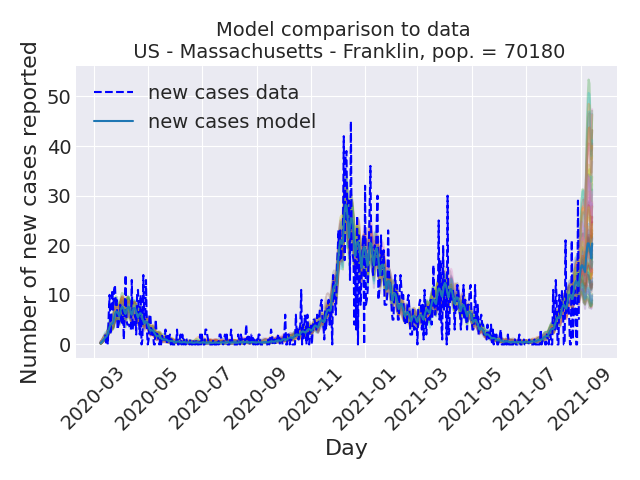 Model comparison to data
US - Massachusetts - Franklin, pop. = 70180
Number of new cases reported
50
40
30
20
10
0
new cases data
new cases model
2020-03
2020-05
2020-07
2020-09
2020-11
2021-01
2021-03
2021-05
2021-07
2021-09
Day